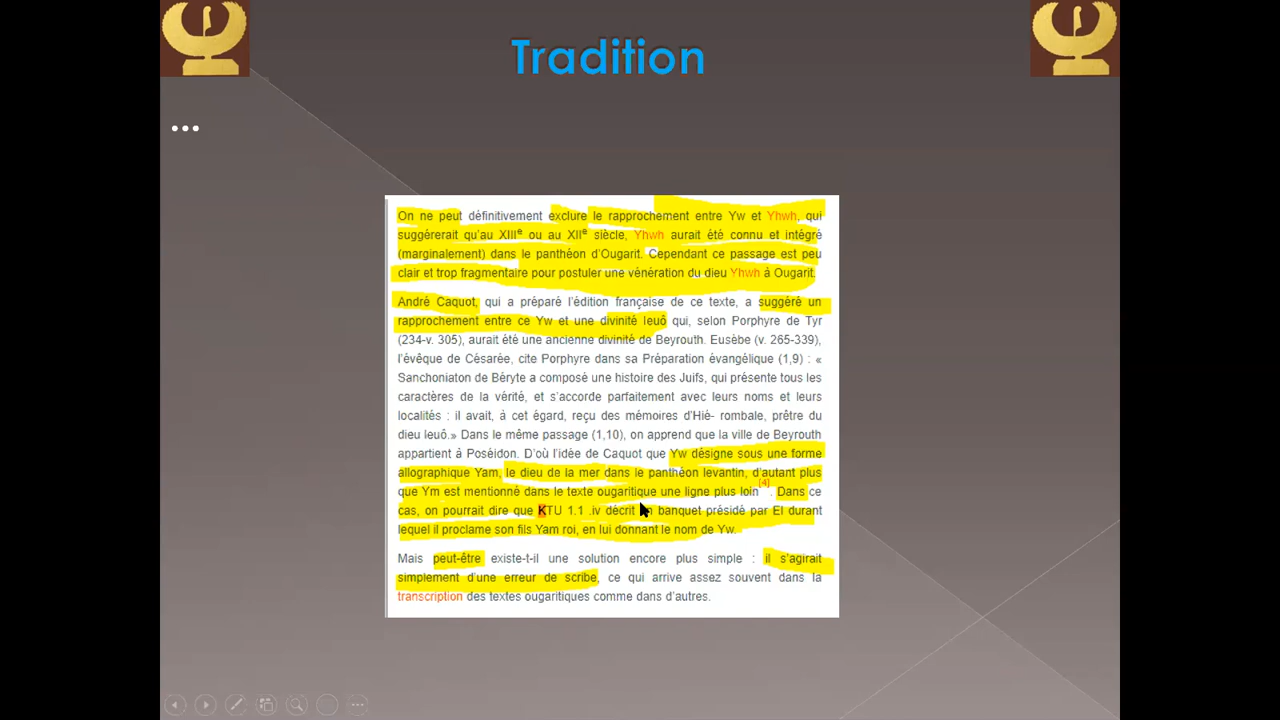 Tradition
...
On ne peut définitivement exclure le rapprochement entre Yw et Yhwh, qui
suggérerait qu'au XIIIe ou au XIIe siècle, Yhwh aurait été connu et intégré
(marginalement) dans le panthéon d'Ougarit. Cependant ce passage est peu
clair et trop fragmentaire pour postuler une vénération du dieu Yhwh à Ougarit.
André Caquot, qui a préparé l'édition française de ce texte, a suggéré un
rapprochement entre ce Yw et une divinité Ieuô qui, selon Porphyre de Tyr
(234-v. 305), aurait été une ancienne divinité de Beyrouth. Eusèbe (v. 265-339),
l'évêque de Césarée, cite Porphyre dans sa Préparation évangélique (1,9) : «
Sanchoniaton de Béryte a composé une histoire des Juifs, qui présente tous les
caractères de la vérité, et s'accorde parfaitement avec leurs noms et leurs
localités : il avait, à cet égard, reçu des mémoires d'Hié- rombale, prêtre du
dieu Ieuô.» Dans le même passage (1,10), on apprend que la ville de Beyrouth
appartient à Poséidon. D'où l'idée de Caquot que Yw désigne sous une forme
allographique Yam, le dieu de la mer dans le panthéon levantin, d'autant plus
que Ym est mentionné dans le texte ougaritique une ligne plus loin[4]. Dans ce
cas, on pourrait dire que KTU 1.1 .iv décrit banquet présidé par El durant
lequel il proclame son fils Yam roi, en lui donnant le nom de Yw.
Mais peut-être existe-t-il une solution encore plus simple : il s'agirait
simplement d'une erreur de scribe, ce qui arrive assez souvent dans la
transcription des textes ougaritiques comme dans d'autres.